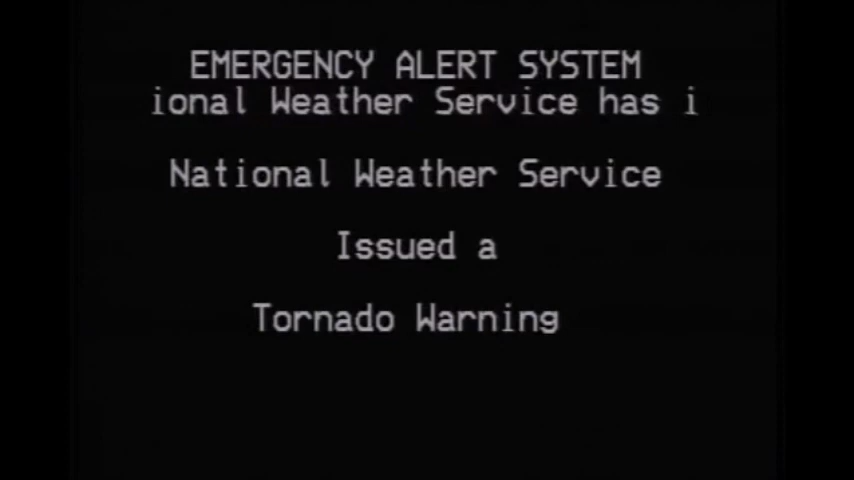 EMERGENCY ALERT SYSTEM
ional Weather Service has i
National Weather Service
Issued a
Tornado Warning